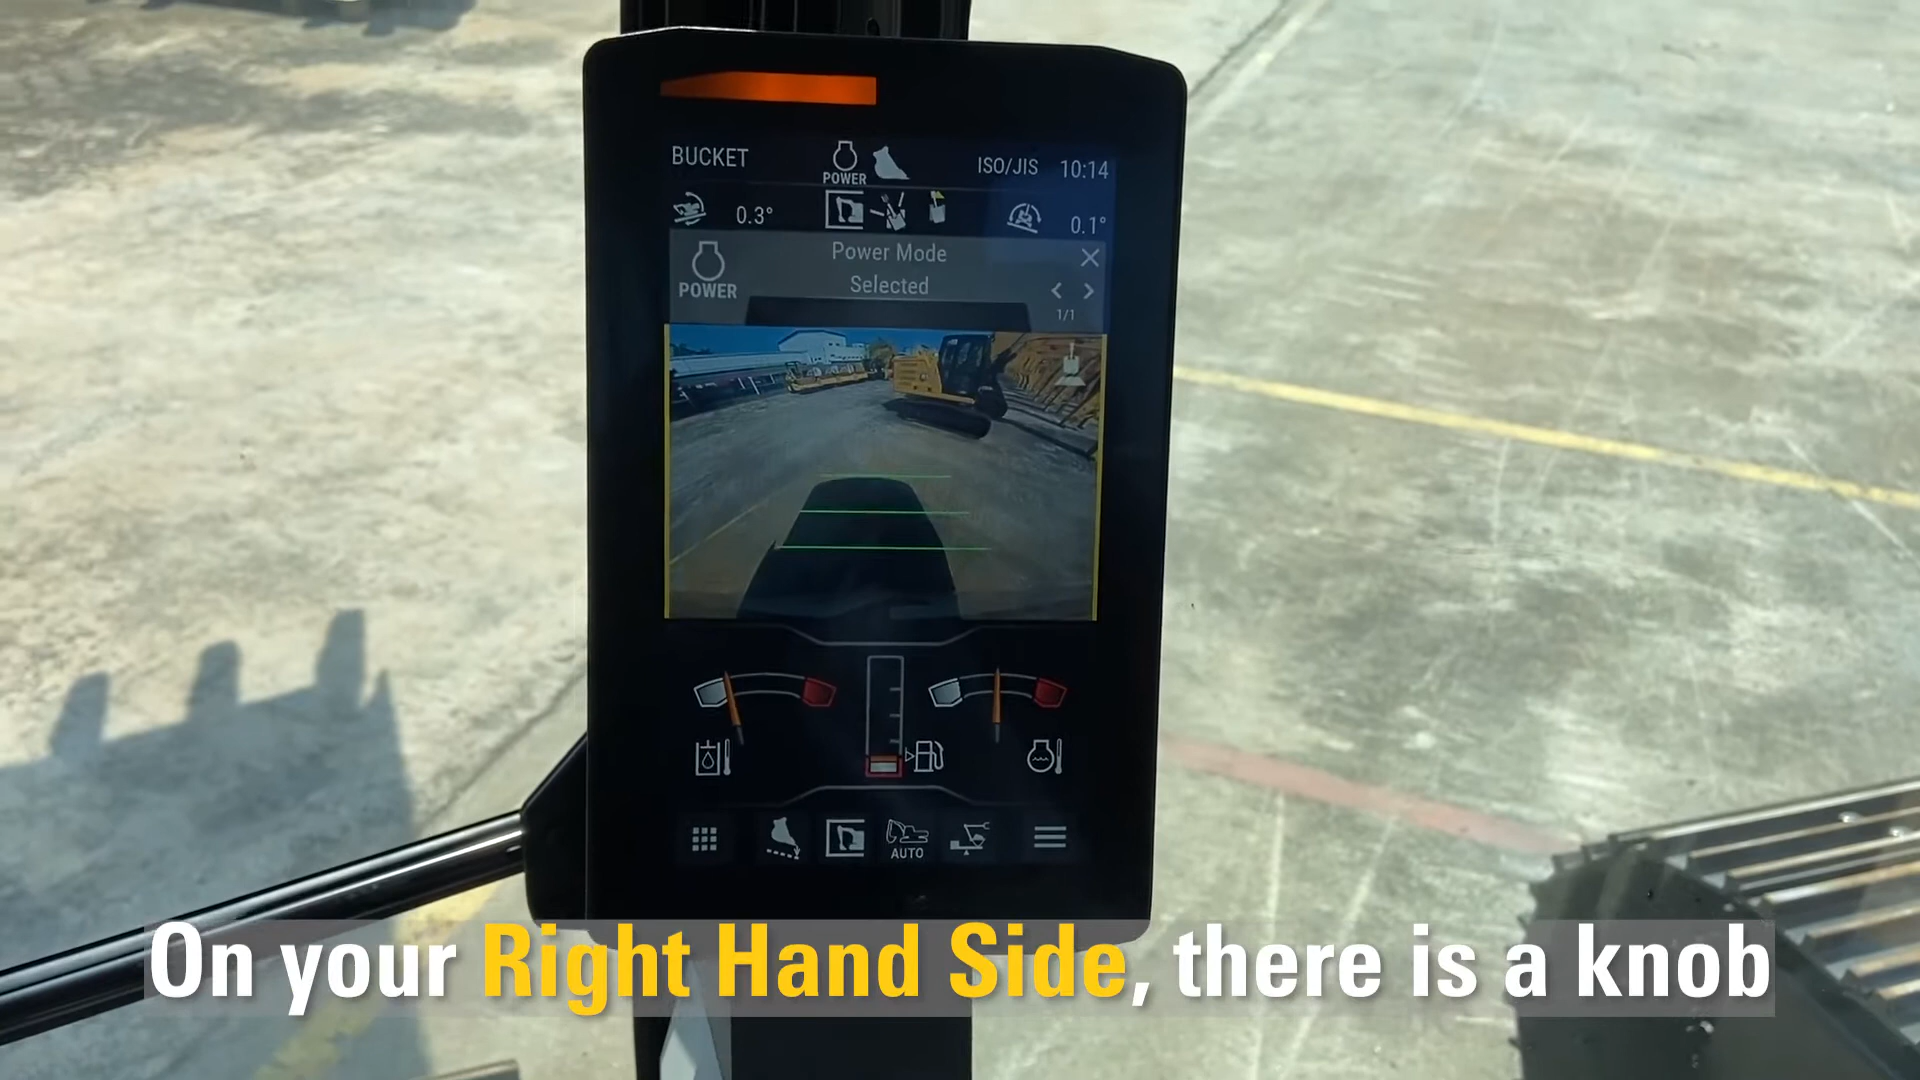 BUCKET
POWER
ISO/JIS
10:14
0.3°
0.1°
Power Mode
Selected
POWER
1/1
AUTO
On your Right Hand Side, there is a knob